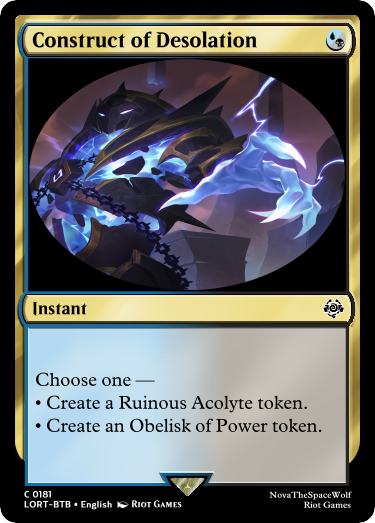 Construct of Desolation
Instant
Choose one —
• Create a Ruinous Acolyte token.
• Create an Obelisk of Power token.
C 0181
LORT-BTB • English RIOT GAMES
NovaTheSpaceWolf
Riot Games